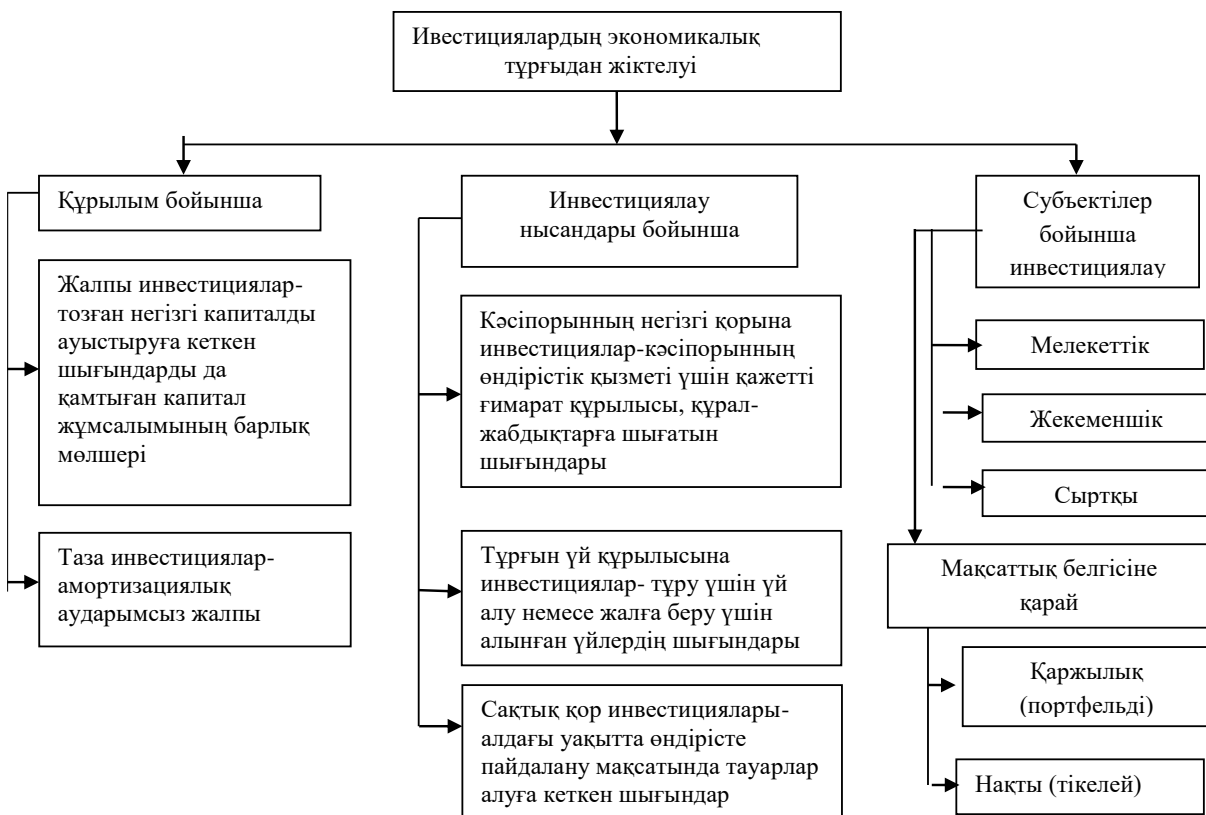 Ивестициялардың экономикалық
тұрғыдан жіктелуі
Құрылым бойынша
Жалпы инвестициялар-
тозған негізгі капиталды
ауыстыруға кеткен
шығындарды да
қамтыған капитал
жұмсалымының барлық
мөлшері
Таза инвестициялар-
амортизациялық
аударымсыз жалпы
Инвестициялау
нысандары бойынша
Кәсіпорынның негізгі қорына
инвестициялар-кәсіпорынның
өндірістік қызметі үшін қажетті
ғимарат құрылысы, құрал-
жабдықтарға шығатын
шығындары
Тұрғын үй құрылысына
инвестициялар- тұру үшін үй
алу немесе жалға беру үшін
алынған үйлердің шығындары
Сақтық қор инвестициялары-
алдағы уақытта өндірісте
пайдалану мақсатында тауарлар
алуға кеткен шығындар
Субъектілер
бойынша
инвестициялау
Мелекеттік
Жекеменшік
Сыртқы
Мақсаттық белгісіне
қарай
Қаржылық
(портфельді)
Нақты (тікелей)